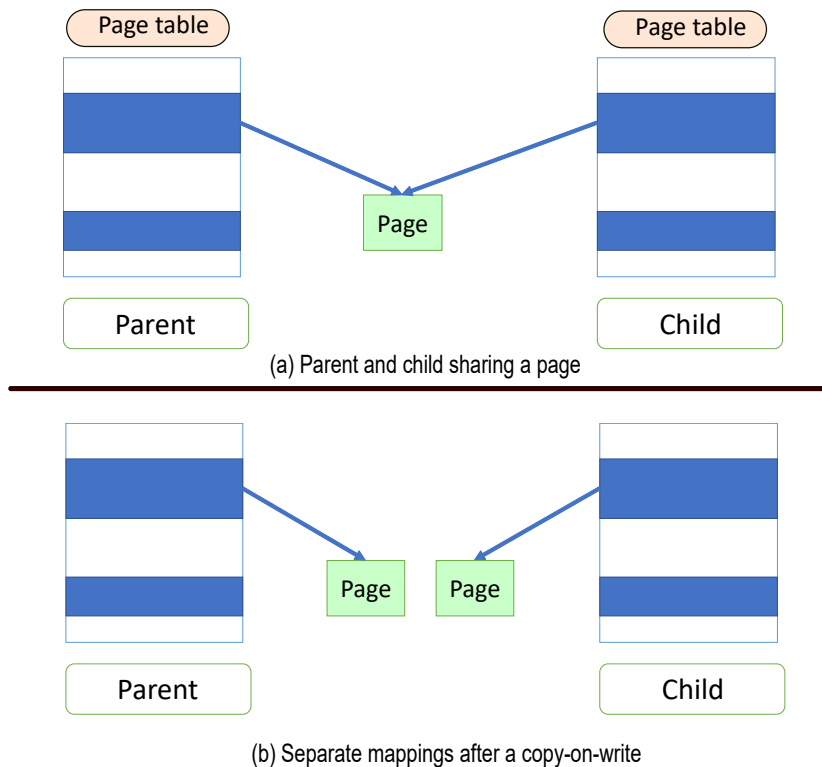 Page table
Page table
Page
Parent
Child
(a) Parent and child sharing a page
Page
Page
Parent
Child
(b) Separate mappings after a copy-on-write